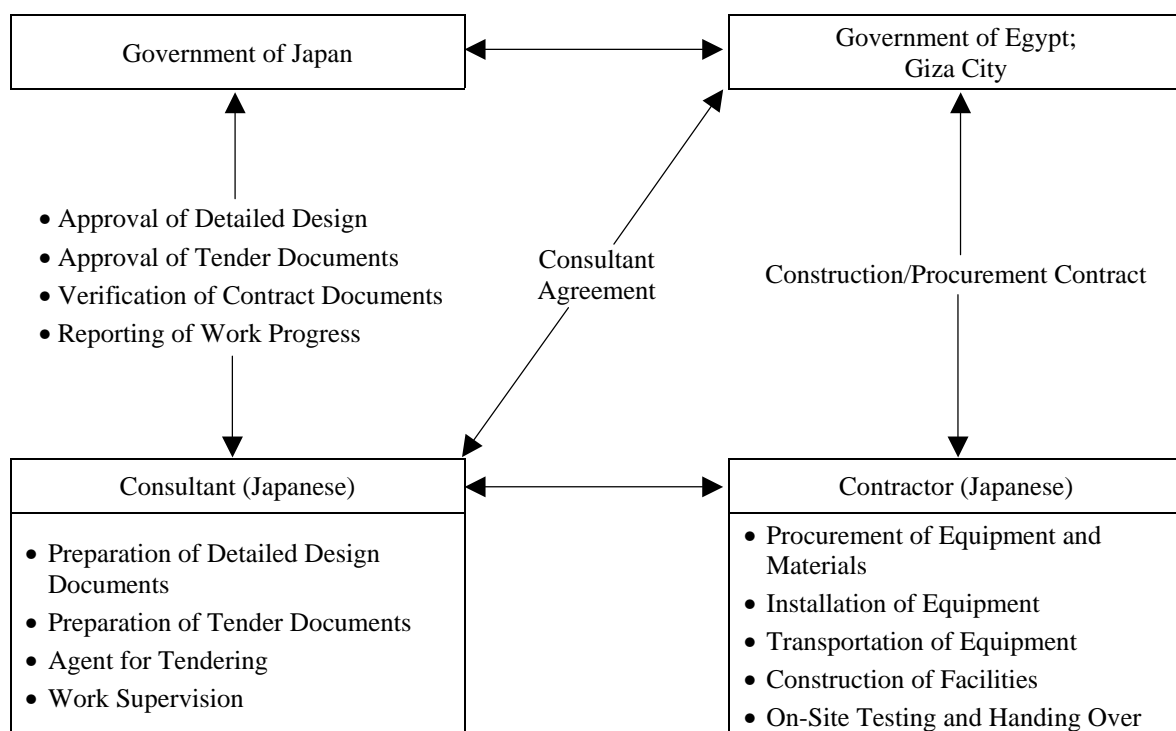 Government of Japan
Government of Egypt;
Giza City
• Approval of Detailed Design
• Approval of Tender Documents
• Verification of Contract Documents
• Reporting of Work Progress
Consultant
Agreement
Construction/Procurement Contract
Consultant (Japanese)
• Preparation of Detailed Design
Documents
• Preparation of Tender Documents
• Agent for Tendering
• Work Supervision
Contractor (Japanese)
• Procurement of Equipment and
Materials
• Installation of Equipment
• Transportation of Equipment
• Construction of Facilities
• On-Site Testing and Handing Over